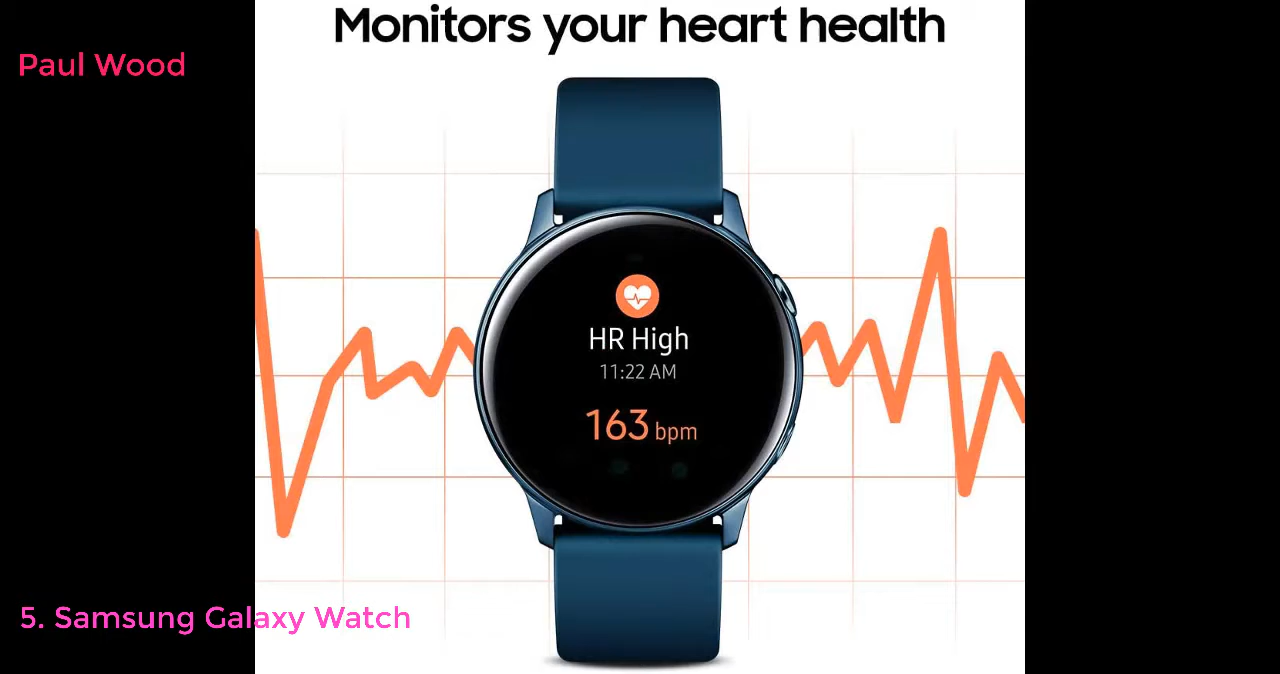 Monitors your heart health
Paul Wood
HR High
11:22 AM
163 bpm
5. Samsung Galaxy Watch